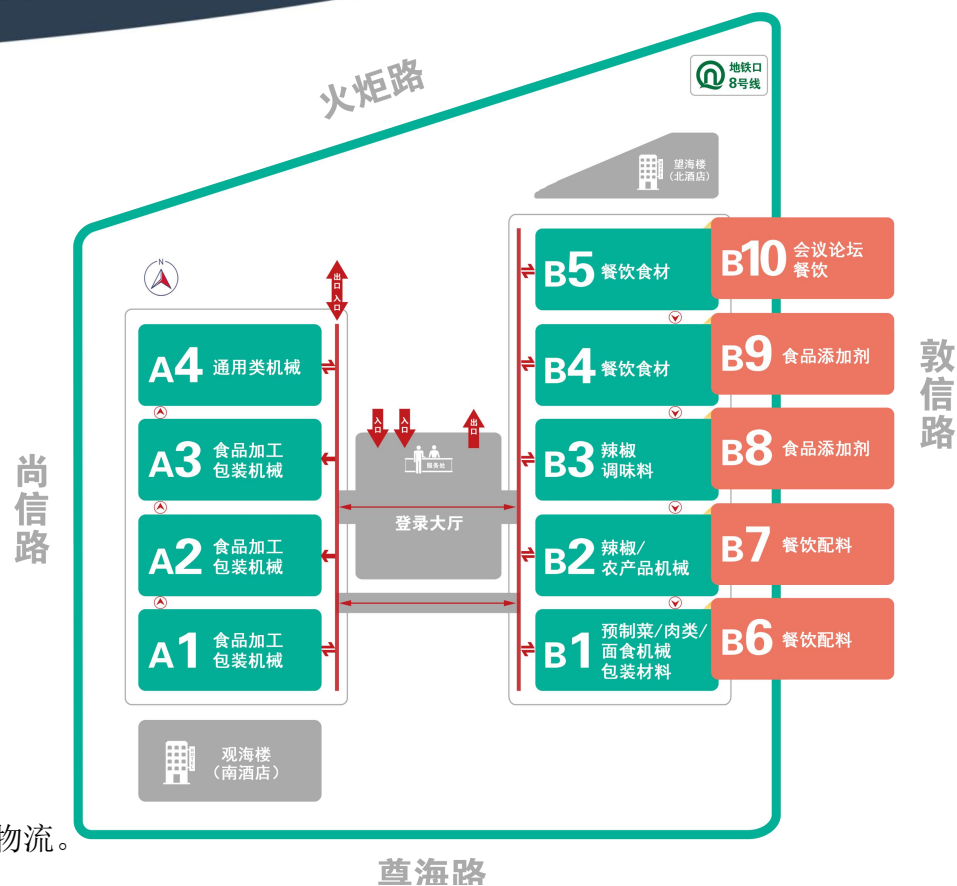 火炬路
地铁口
8号线
望海楼
（北酒店）
N
出口
入口
B5 餐饮食材
B10 会议论坛
餐饮
A4 通用类机械
B4 餐饮食材
B9 食品添加剂
敦信路
入口
入口
出口
服务处
A3 食品加工
包装机械
B3 辣椒
调味料
B8 食品添加剂
尚信路
登录大厅
A2 食品加工
包装机械
B2 辣椒/
农产品机械
B7 餐饮配料
A1 食品加工
包装机械
B1 预制菜/肉类/
面食机械
包装材料
B6 餐饮配料
观海楼
（南酒店）
物流。
尊海路